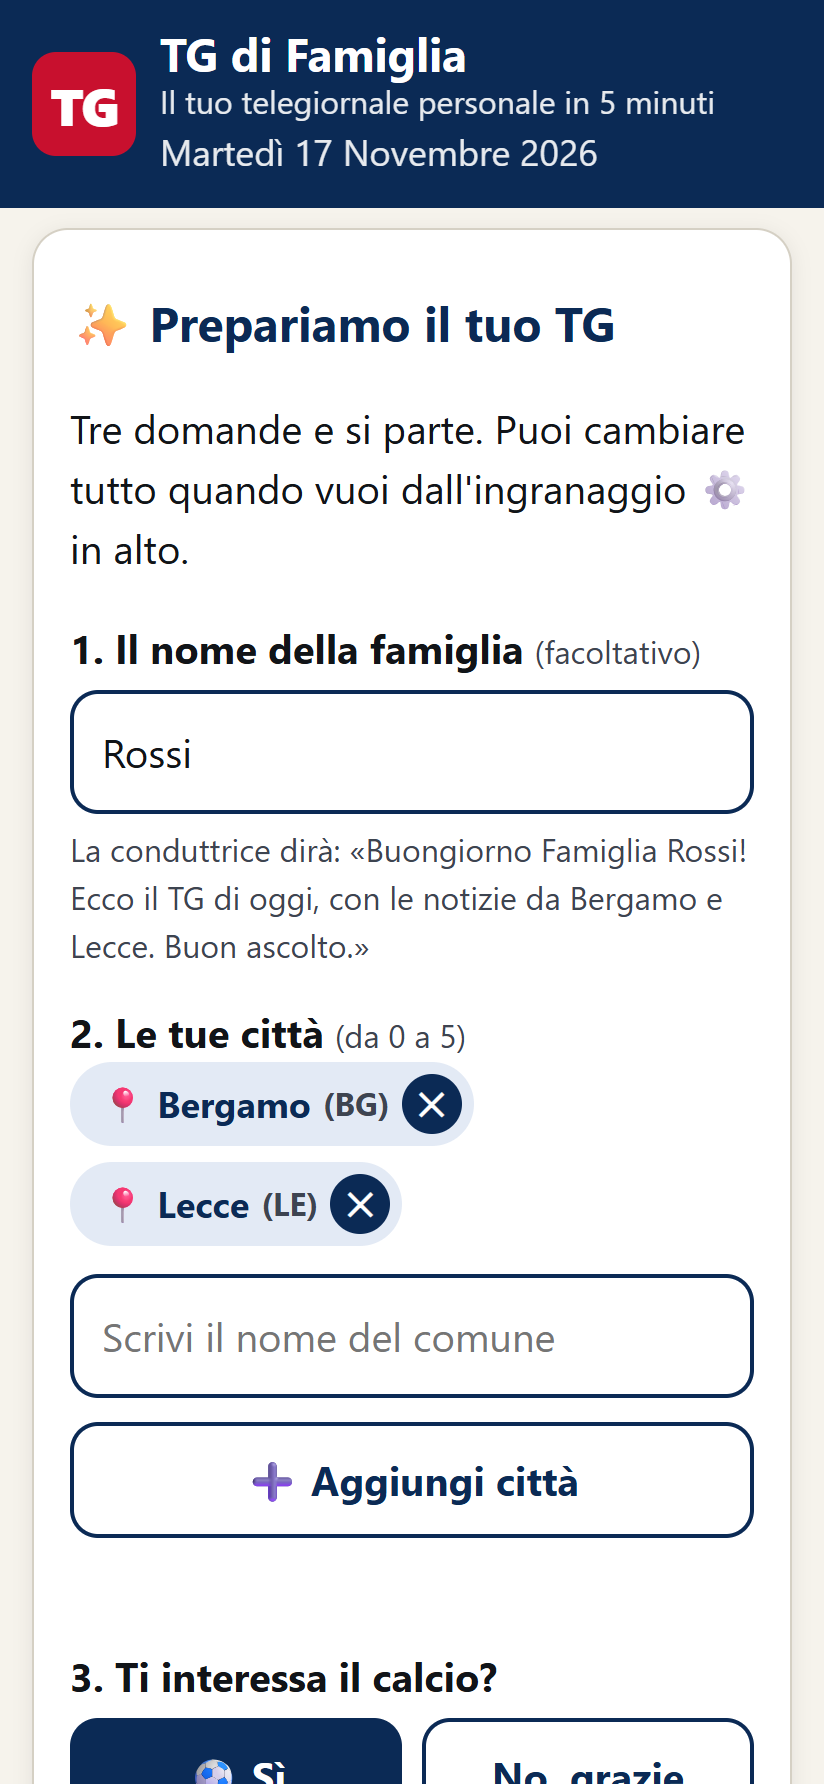 TG
TG di Famiglia
Il tuo telegiornale personale in 5 minuti
Martedì 17 Novembre 2026
Prepariamo il tuo TG
Tre domande e si parte. Puoi cambiare
tutto quando vuoi dall'ingranaggio
in alto.
1. Il nome della famiglia (facoltativo)
Rossi
La conduttrice dirà: «Buongiorno Famiglia Rossi!
Ecco il TG di oggi, con le notizie da Bergamo e
Lecce. Buon ascolto.»
2. Le tue città (da 0 a 5)
Bergamo (BG)
Lecce (LE)
Scrivi il nome del comune
Aggiungi città
3. Ti interessa il calcio?
Sì
No, grazie